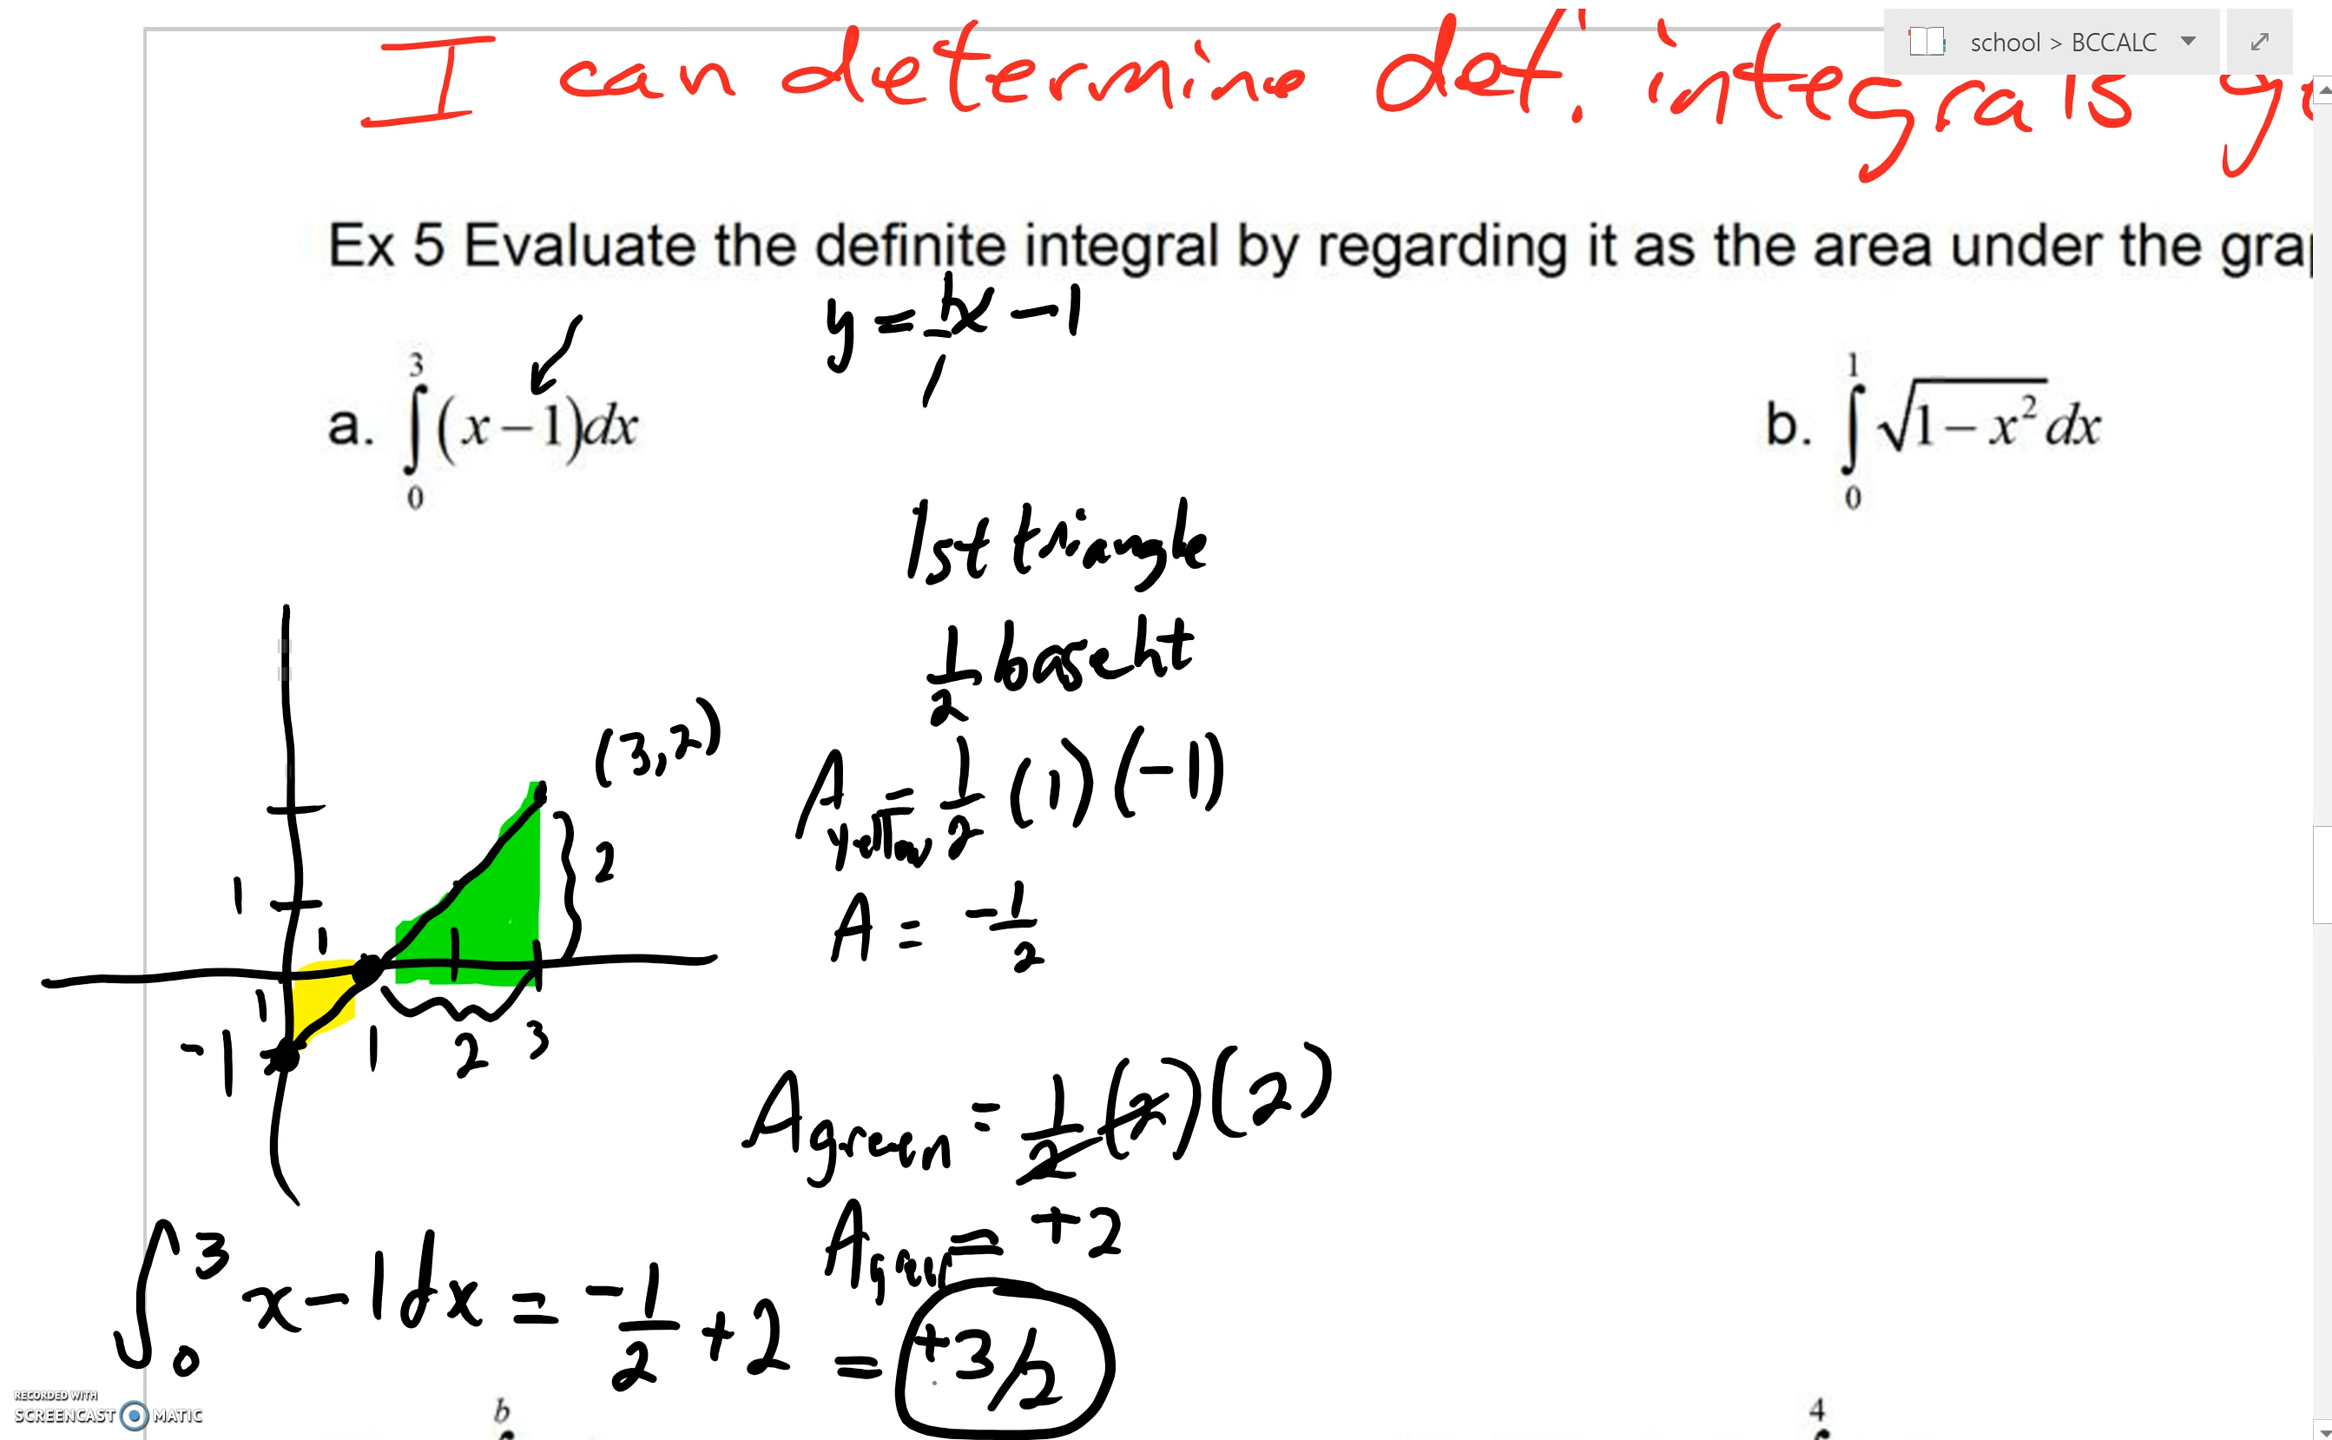 I can determine def. integrals
school > BCCALC
Ex 5 Evaluate the definite integral by regarding it as the area under the
y = 1/1 x - 1
a. ∫₀³ (x-1)dx
b. ∫₀¹ √(1-x²) dx
1st triangle
1/2 base ht
(3,2)
A yellow = 1/2 (1)(-1)
2
A = -1/2
1
1
1
-1
1
2
3
A green = 1/2 (2)(2)
A green = +2
∫₀³ x-1 dx = -1/2 + 2 = +3/2
RECORDED WITH
SCREENCAST MATIC
b
4